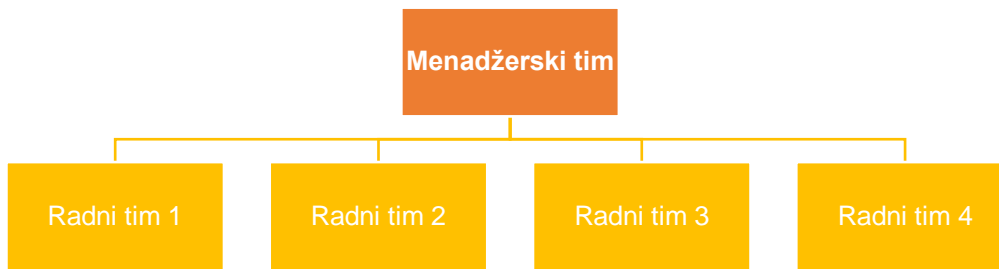 Menadžerski tim
Radni tim 1
Radni tim 2
Radni tim 3
Radni tim 4